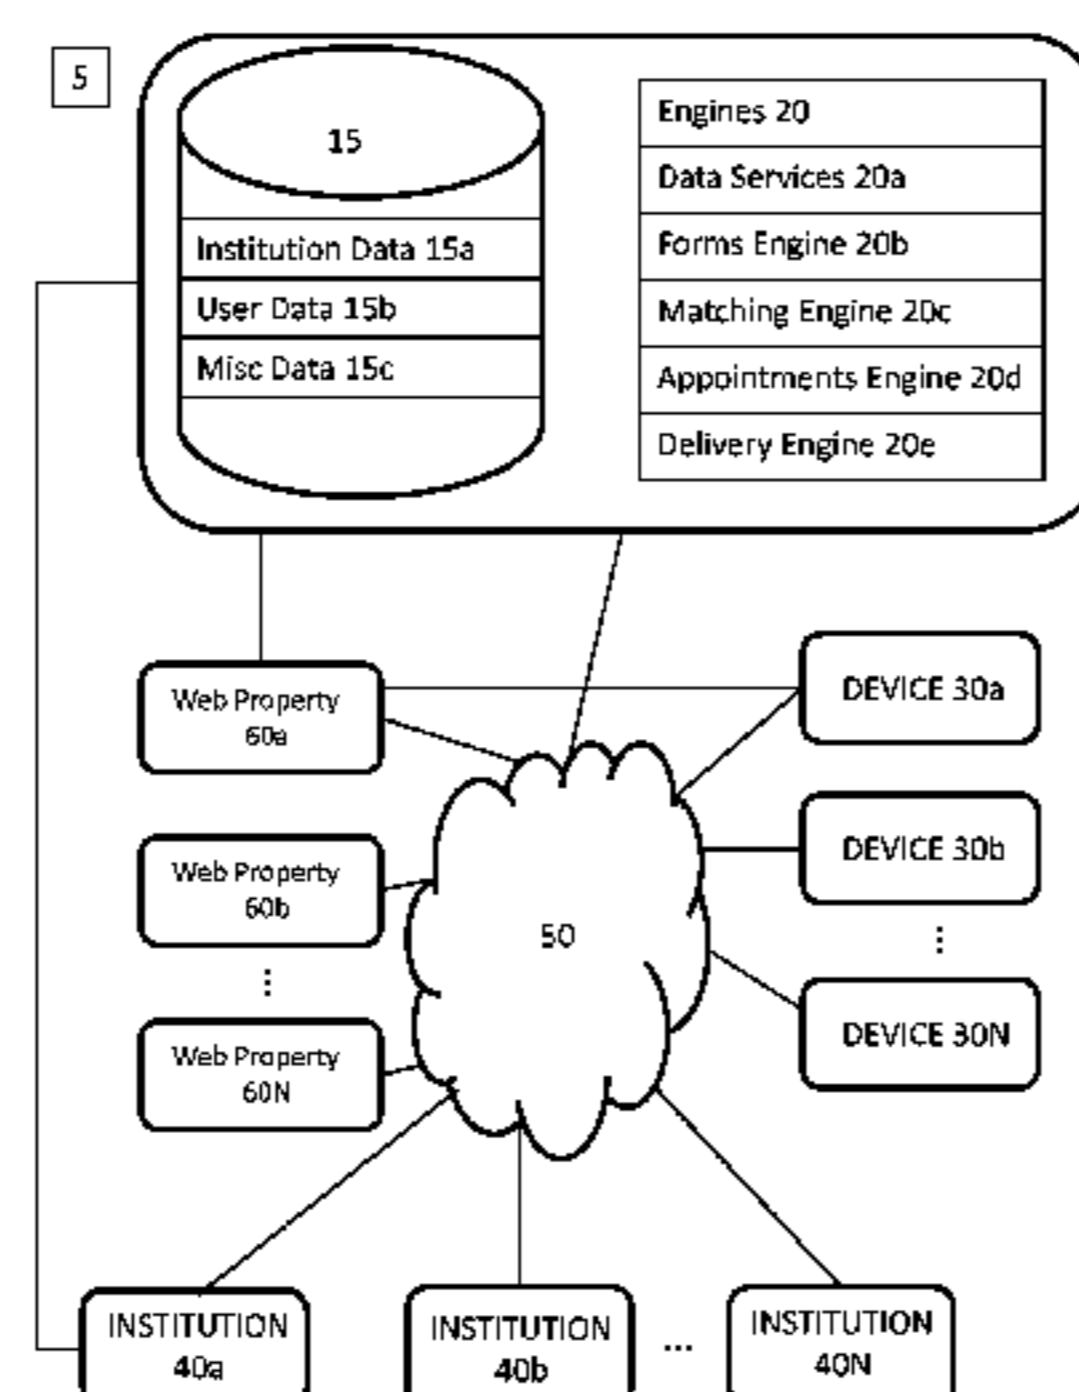 5
15
Institution Data 15a
User Data 15b
Misc Data 15c
Engines 20
Data Services 20a
Forms Engine 20b
Matching Engine 20c
Appointments Engine 20d
Delivery Engine 20e
Web Property
60a
DEVICE 30a
Web Property
60b
DEVICE 30b
⋮
50
⋮
Web Property
60N
DEVICE 30N
INSTITUTION
40a
INSTITUTION
40b
...
INSTITUTION
40N